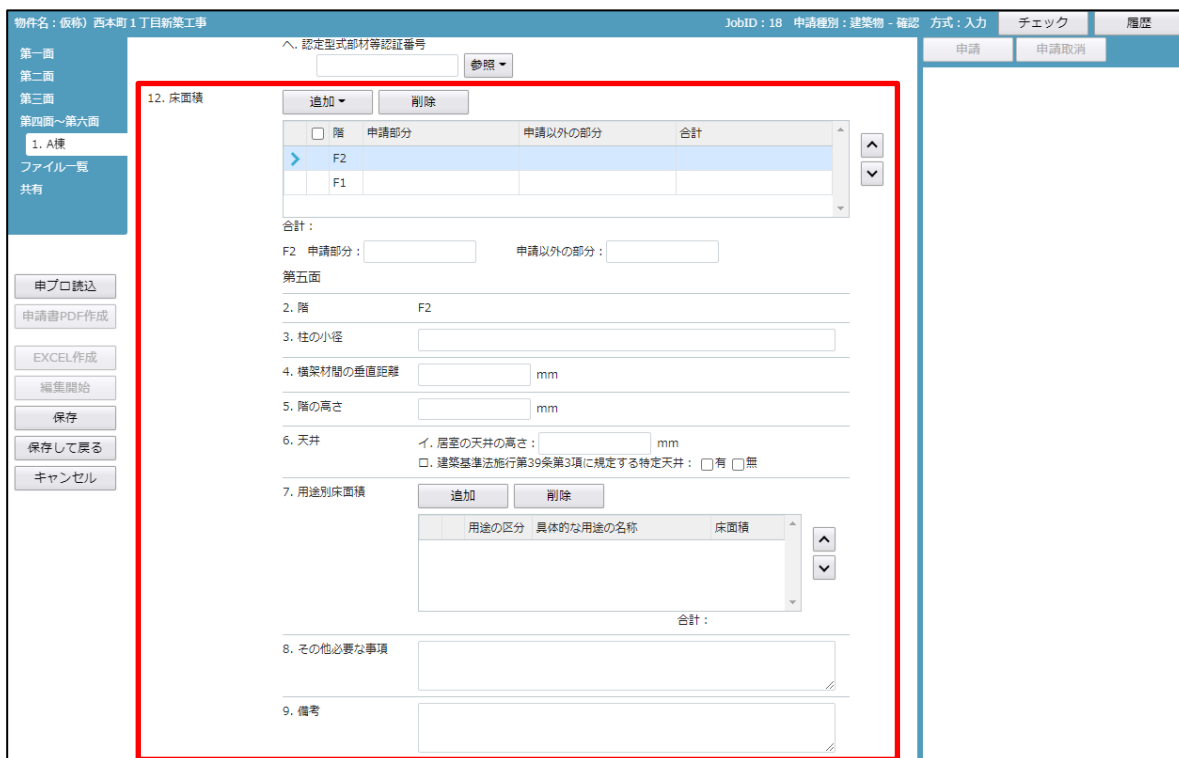 物件名：仮称）西本町１丁目新築工事
JobID：18　申請種別：建築物 - 確認　方式：入力
チェック
履歴
第一面
第二面
第三面
第四面～第六面
1. A棟
ファイル一覧
共有
申プロ読込
申請書PDF作成
EXCEL作成
編集開始
保存
保存して戻る
キャンセル
申請
申請取消
ヘ. 認定型式部材等認証番号
参照
12. 床面積
追加
削除
階　申請部分　申請以外の部分　合計
F2
F1
合計：
F2　申請部分：　申請以外の部分：
第五面
2. 階　F2
3. 柱の小径
4. 横架材間の垂直距離　mm
5. 階の高さ　mm
6. 天井　イ. 居室の天井の高さ：　mm
ロ. 建築基準法施行第39条第3項に規定する特定天井：　有　無
7. 用途別床面積　追加　削除
用途の区分　具体的な用途の名称　床面積
合計：
8. その他必要な事項
9. 備考